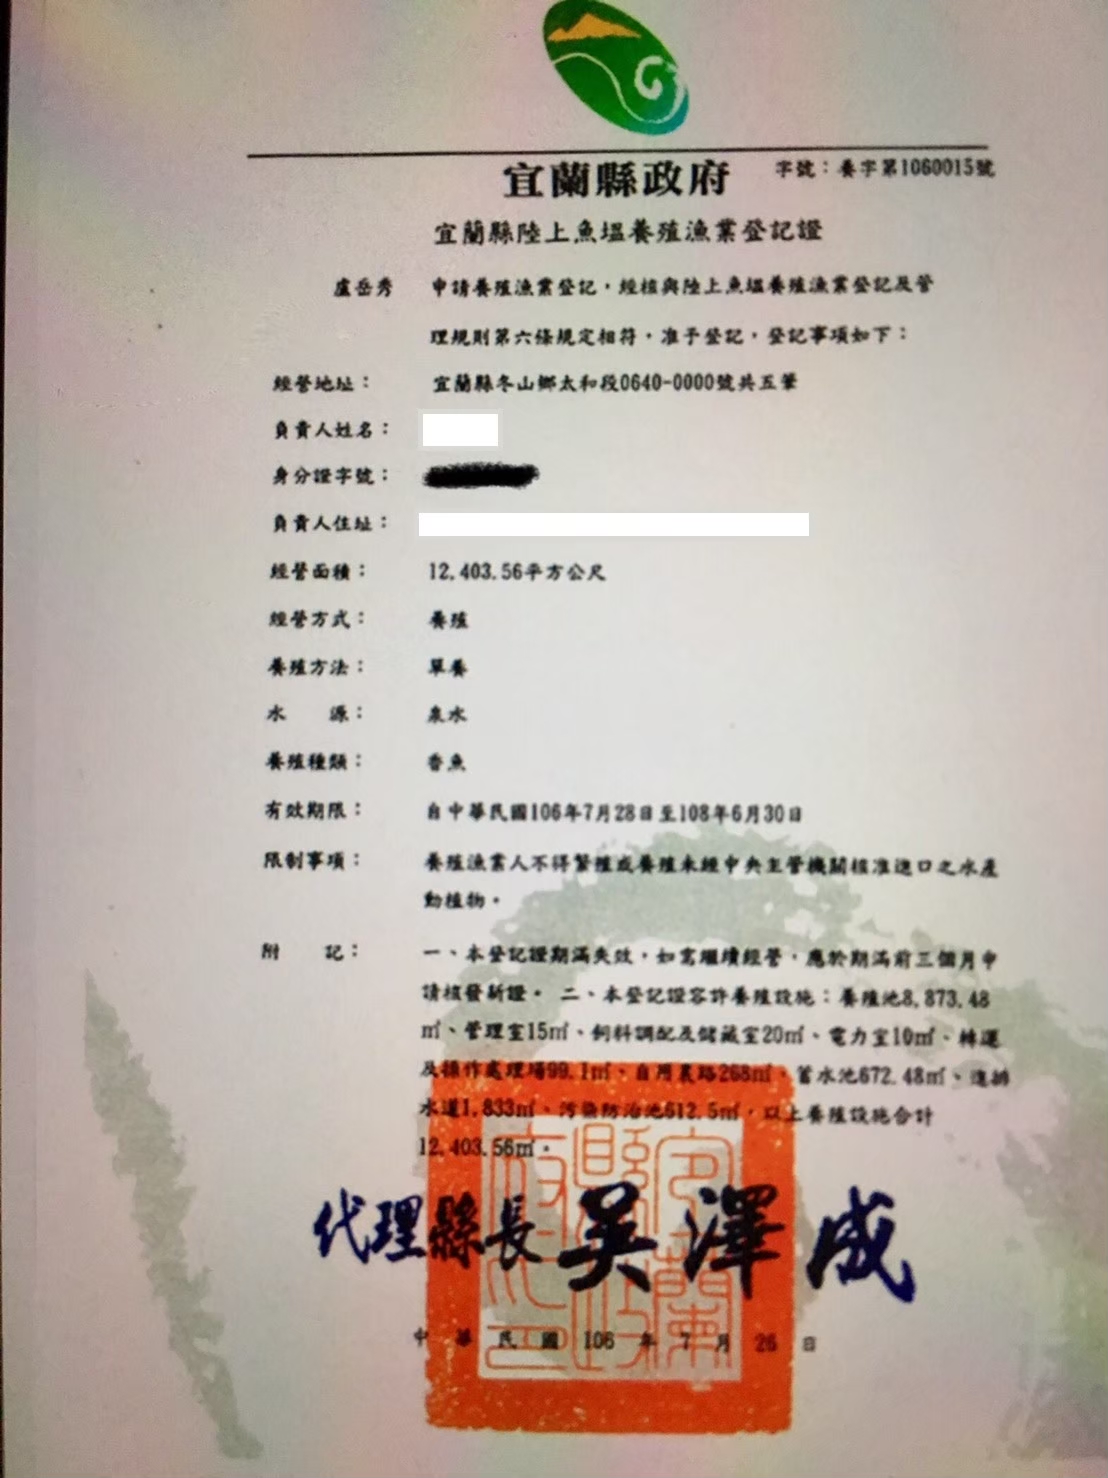 宜蘭縣政府
字號：養字第1060015號
宜蘭縣陸上魚塭養殖漁業登記證
盧岳秀 申請養殖漁業登記，經核與陸上魚塭養殖漁業登記及管
理規則第六條規定相符，准予登記，登記事項如下：
經營地址： 宜蘭縣冬山鄉太和段0640-0000號共五筆
負責人姓名：
身分證字號：
負責人住址：
經營面積： 12,403.56平方公尺
經營方式： 養殖
養殖方法： 單養
水 源： 泉水
養殖種類： 香魚
有效期限： 自中華民國106年7月28日至108年6月30日
限制事項： 養殖漁業人不得繁殖或養殖未經中央主管機關核准進口之水產
動植物。
附 記： 一、本登記證期滿失效，如需繼續經營，應於期滿前三個月申
請核發新證。 二、本登記證容許養殖設施：養殖池8,873.48
㎡、管理室15㎡、飼料調配及儲藏室20㎡、電力室10㎡、轉運
及操作處理場99.1㎡、自用農路268㎡、蓄水池672.48㎡、進排
水道1,833㎡、污染防治池612.5㎡，以上養殖設施合計
12,403.56㎡。
代理縣長 吳澤成
中華民國 106 年 7 月 26 日
宜蘭縣政府印